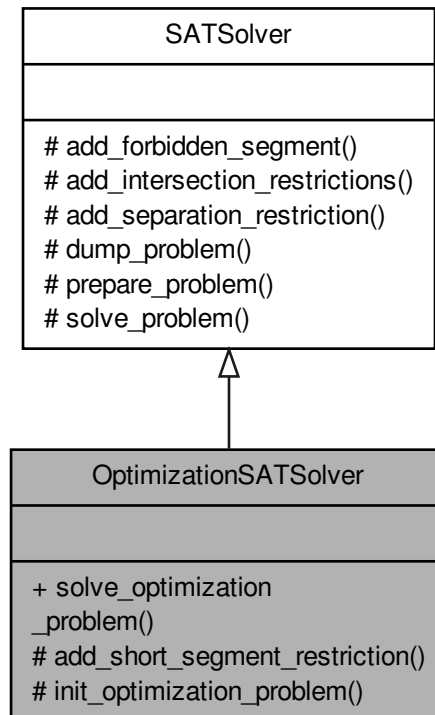 SATSolver
# add_forbidden_segment()
# add_intersection_restrictions()
# add_separation_restriction()
# dump_problem()
# prepare_problem()
# solve_problem()
OptimizationSATSolver
+ solve_optimization
_problem()
# add_short_segment_restriction()
# init_optimization_problem()